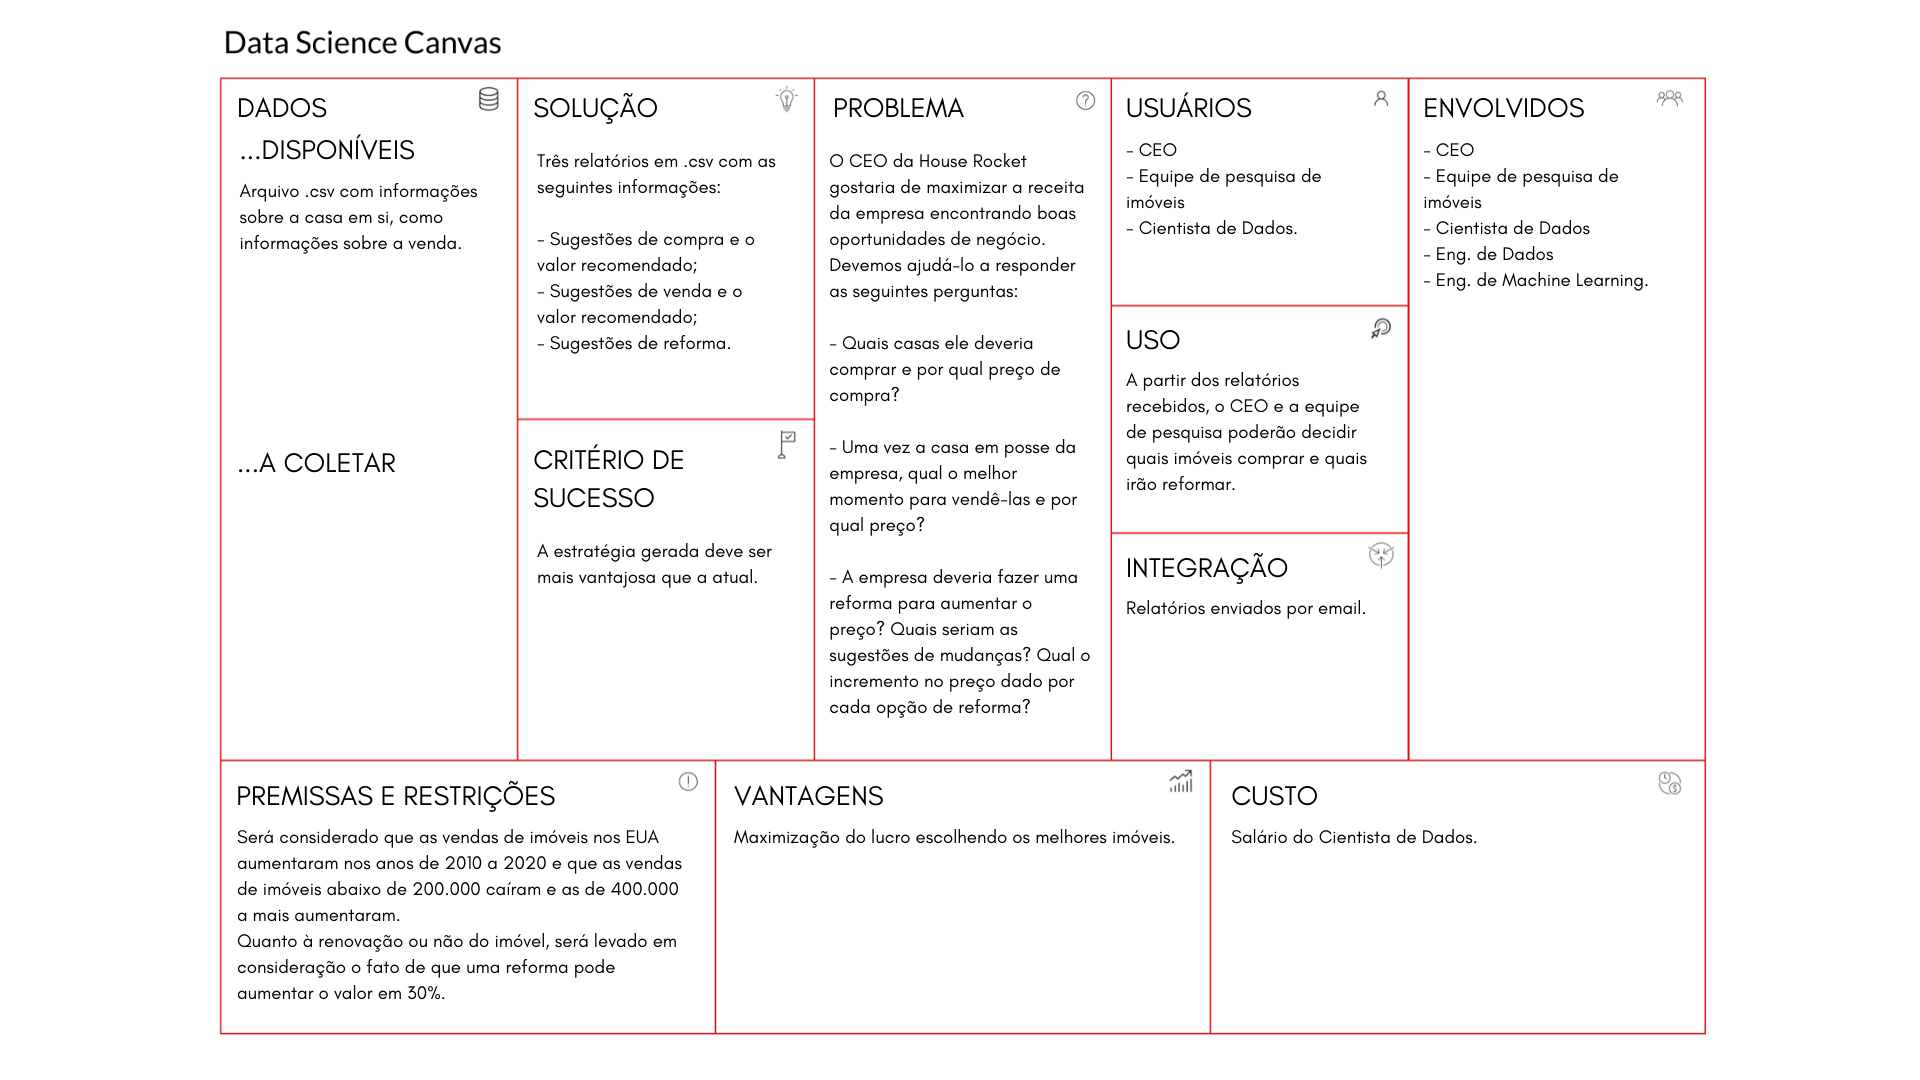 Data Science Canvas
DADOS
...DISPONÍVEIS
Arquivo .csv com informações
sobre a casa em si, como
informações sobre a venda.
...A COLETAR
SOLUÇÃO
Três relatórios em .csv com as
seguintes informações:
- Sugestões de compra e o
valor recomendado;
- Sugestões de venda e o
valor recomendado;
- Sugestões de reforma.
CRITÉRIO DE
SUCESSO
A estratégia gerada deve ser
mais vantajosa que a atual.
PROBLEMA
O CEO da House Rocket
gostaria de maximizar a receita
da empresa encontrando boas
oportunidades de negócio.
Devemos ajudá-lo a responder
as seguintes perguntas:
- Quais casas ele deveria
comprar e por qual preço de
compra?
- Uma vez a casa em posse da
empresa, qual o melhor
momento para vendê-las e por
qual preço?
- A empresa deveria fazer uma
reforma para aumentar o
preço? Quais seriam as
sugestões de mudanças? Qual o
incremento no preço dado por
cada opção de reforma?
USUÁRIOS
- CEO
- Equipe de pesquisa de
imóveis
- Cientista de Dados.
USO
A partir dos relatórios
recebidos, o CEO e a equipe
de pesquisa poderão decidir
quais imóveis comprar e quais
irão reformar.
INTEGRAÇÃO
Relatórios enviados por email.
ENVOLVIDOS
- CEO
- Equipe de pesquisa de
imóveis
- Cientista de Dados
- Eng. de Dados
- Eng. de Machine Learning.
PREMISSAS E RESTRIÇÕES
Será considerado que as vendas de imóveis nos EUA
aumentaram nos anos de 2010 a 2020 e que as vendas
de imóveis abaixo de 200.000 caíram e as de 400.000
a mais aumentaram.
Quanto à renovação ou não do imóvel, será levado em
consideração o fato de que uma reforma pode
aumentar o valor em 30%.
VANTAGENS
Maximização do lucro escolhendo os melhores imóveis.
CUSTO
Salário do Cientista de Dados.